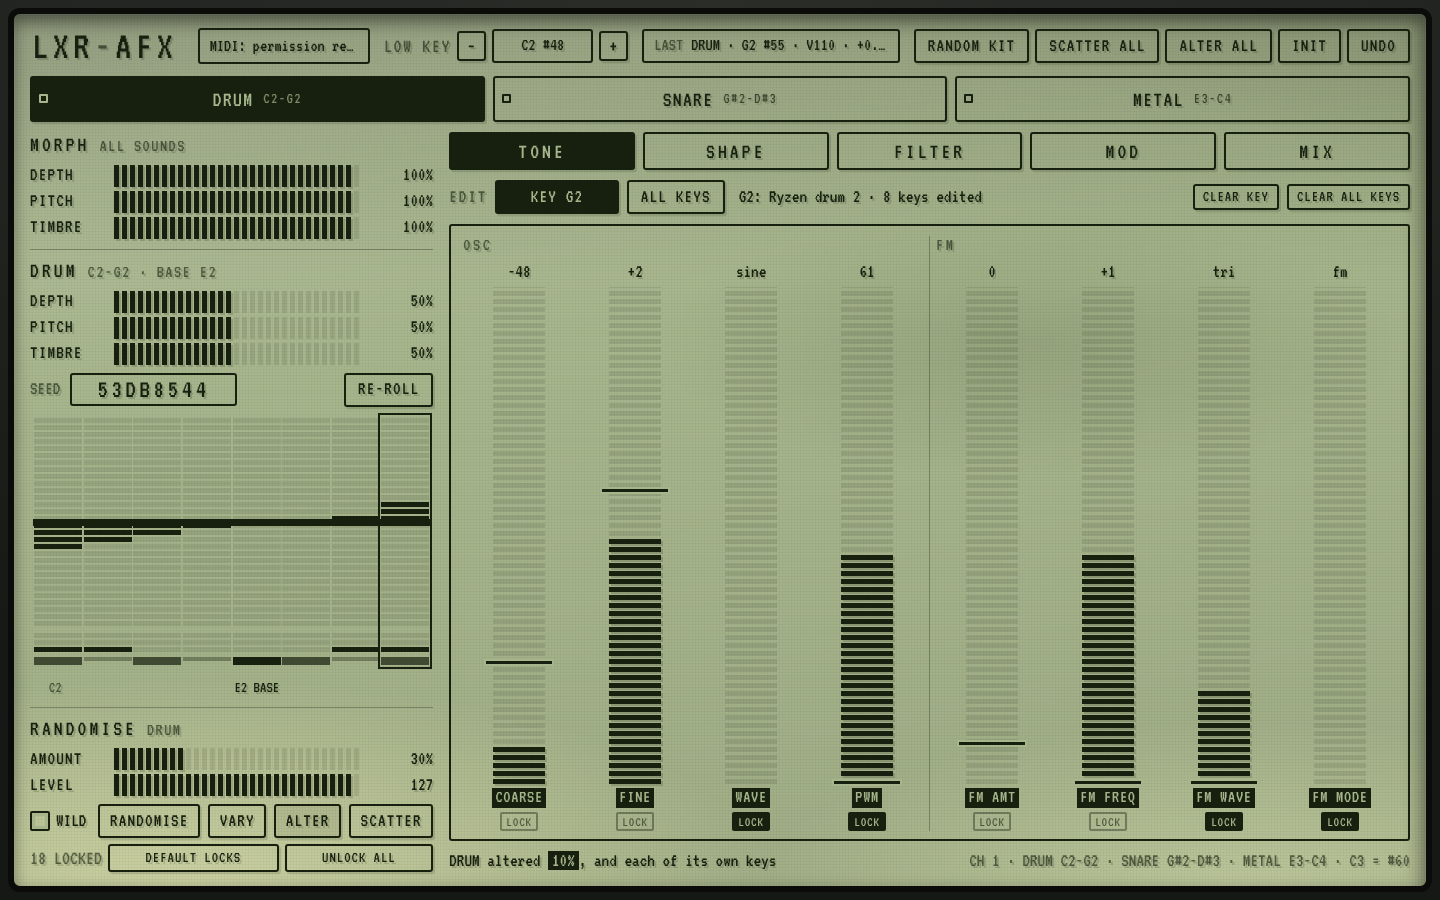 LXR-AFX MIDI: permission re… LOW KEY - C2 #48 + LAST DRUM · G2 #55 · V110 · +0.… RANDOM KIT SCATTER ALL ALTER ALL INIT UNDO
DRUM C2-G2 SNARE G#2-D#3 METAL E3-C4
MORPH ALL SOUNDS
DEPTH 100%
PITCH 100%
TIMBRE 100%
DRUM C2-G2 · BASE E2
DEPTH 50%
PITCH 50%
TIMBRE 50%
SEED 53DB8544 RE-ROLL
C2 E2 BASE
RANDOMISE DRUM
AMOUNT 30%
LEVEL 127
WILD RANDOMISE VARY ALTER SCATTER
18 LOCKED DEFAULT LOCKS UNLOCK ALL
TONE SHAPE FILTER MOD MIX
EDIT KEY G2 ALL KEYS G2: Ryzen drum 2 · 8 keys edited CLEAR KEY CLEAR ALL KEYS
OSC FM
-48 +2 sine 61 0 +1 tri fm
COARSE FINE WAVE PWM FM AMT FM FREQ FM WAVE FM MODE
LOCK LOCK LOCK LOCK LOCK LOCK LOCK LOCK
DRUM altered 10%, and each of its own keys CH 1 · DRUM C2-G2 · SNARE G#2-D#3 · METAL E3-C4 · C3 = #60